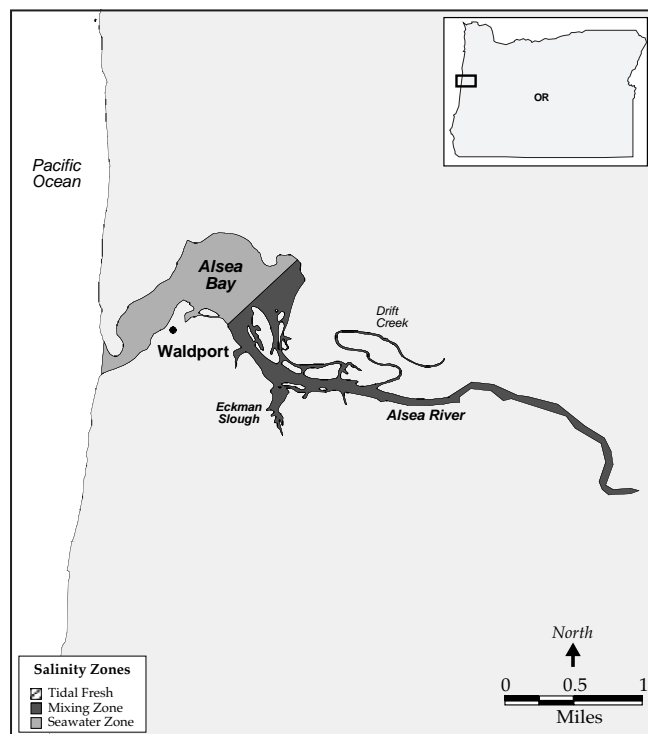 OR
Pacific
Ocean
Alsea
Bay
Drift
Creek
Waldport
Eckman
Slough
Alsea River
North
0 0.5 1
Miles
Salinity Zones
Tidal Fresh
Mixing Zone
Seawater Zone